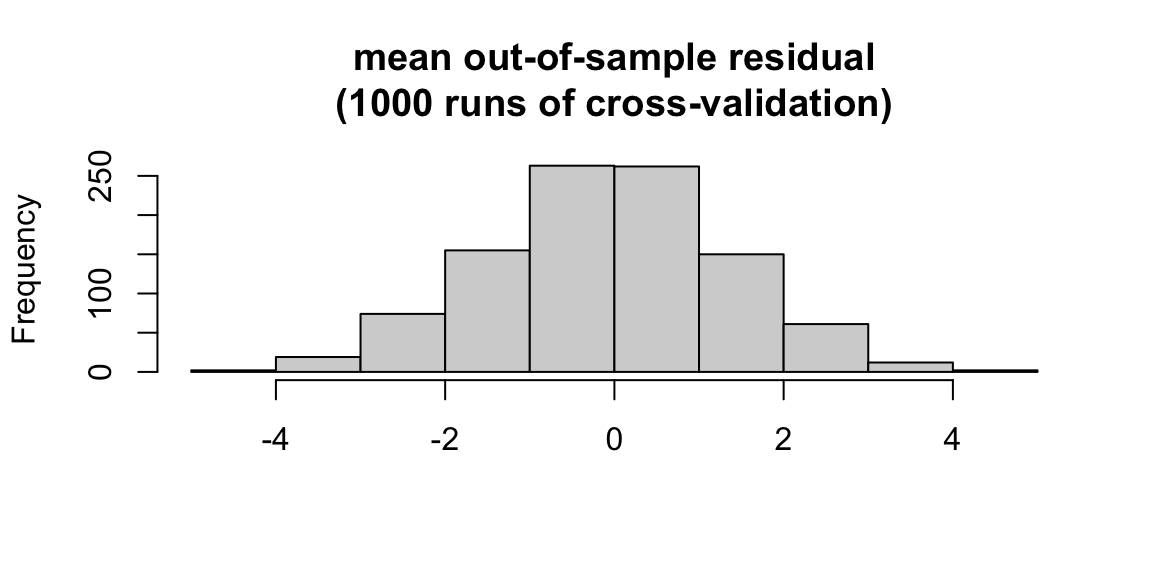 mean out-of-sample residual
(1000 runs of cross-validation)
Frequency
250
100
0
-4 -2 0 2 4